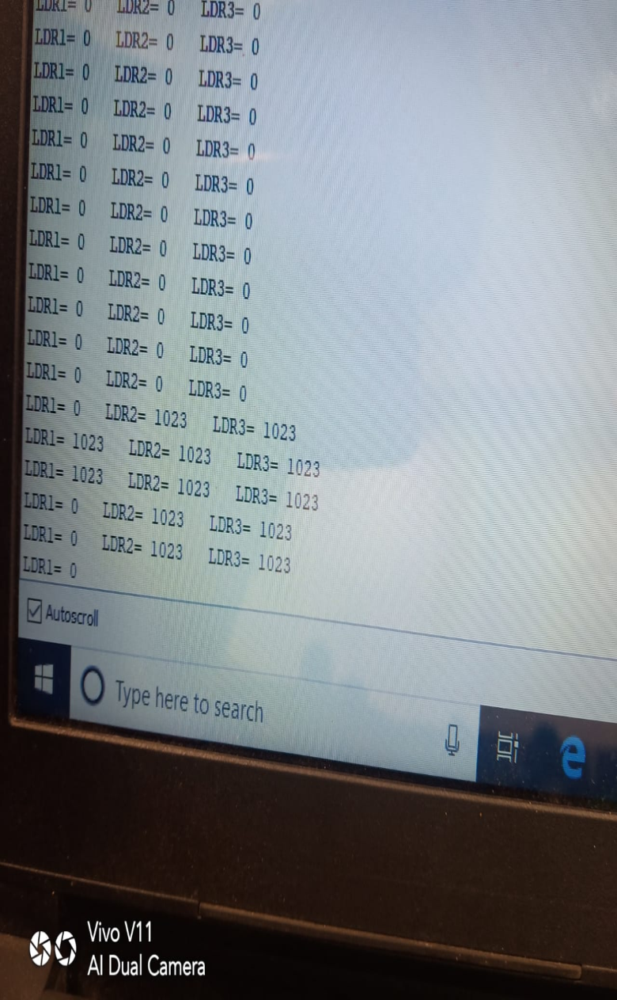 LDR1= 0 LDR2= 0 LDR3= 0
LDR1= 0 LDR2= 0 LDR3= 0
LDR1= 0 LDR2= 0 LDR3= 0
LDR1= 0 LDR2= 0 LDR3= 0
LDR1= 0 LDR2= 0 LDR3= 0
LDR1= 0 LDR2= 0 LDR3= 0
LDR1= 0 LDR2= 0 LDR3= 0
LDR1= 0 LDR2= 0 LDR3= 0
LDR1= 0 LDR2= 0 LDR3= 0
LDR1= 0 LDR2= 0 LDR3= 0
LDR1= 0 LDR2= 0 LDR3= 0
LDR1= 0 LDR2= 0 LDR3= 0
LDR1= 0 LDR2= 1023 LDR3= 1023
LDR1= 1023 LDR2= 1023 LDR3= 1023
LDR1= 1023 LDR2= 1023 LDR3= 1023
LDR1= 0 LDR2= 1023 LDR3= 1023
LDR1= 0 LDR2= 1023 LDR3= 1023
LDR1= 0
Autoscroll
Type here to search
Vivo V11
AI Dual Camera